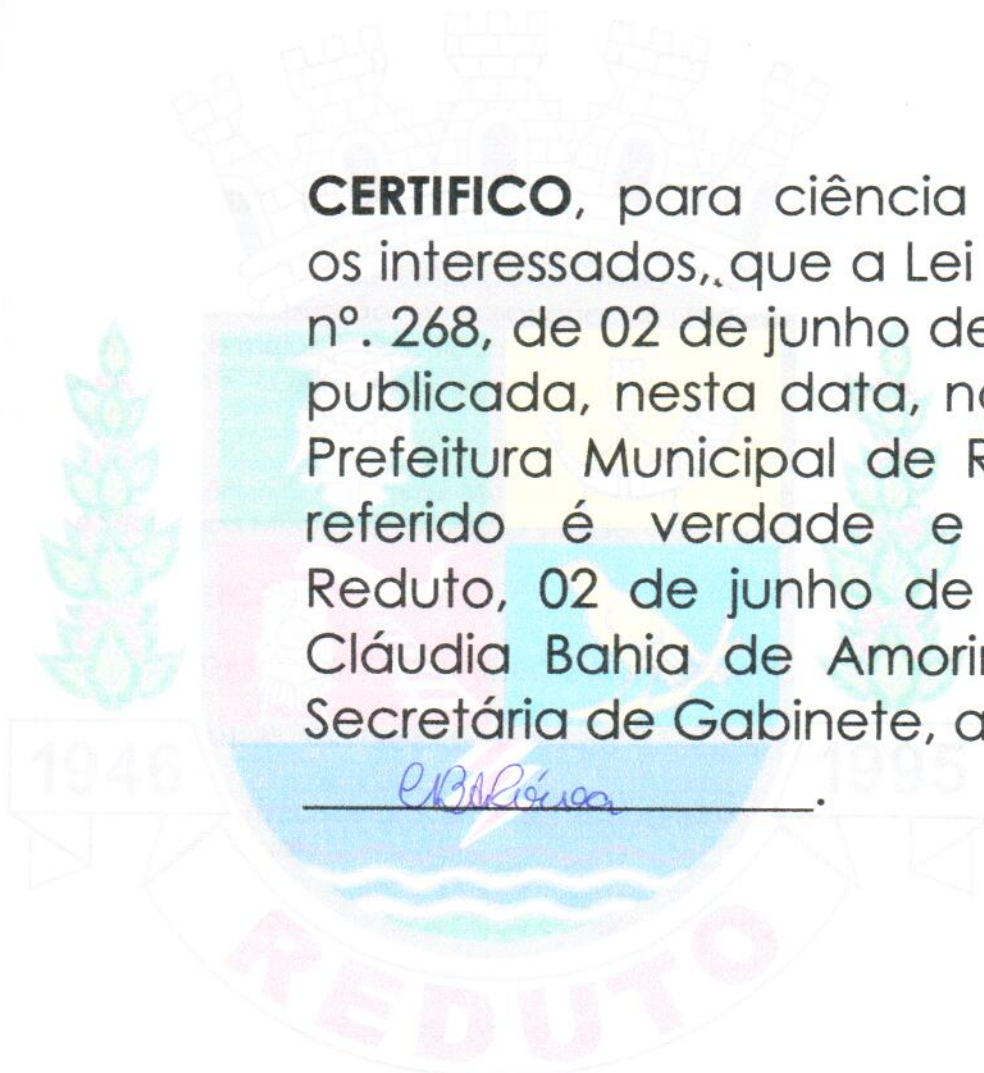 CERTIFICO, para ciência
os interessados, que a Lei
nº. 268, de 02 de junho de
publicada, nesta data, n
Prefeitura Municipal de R
referido é verdade e
Reduto, 02 de junho de
Cláudia Bahia de Amori
Secretária de Gabinete, a
1946
1995
REDUTO